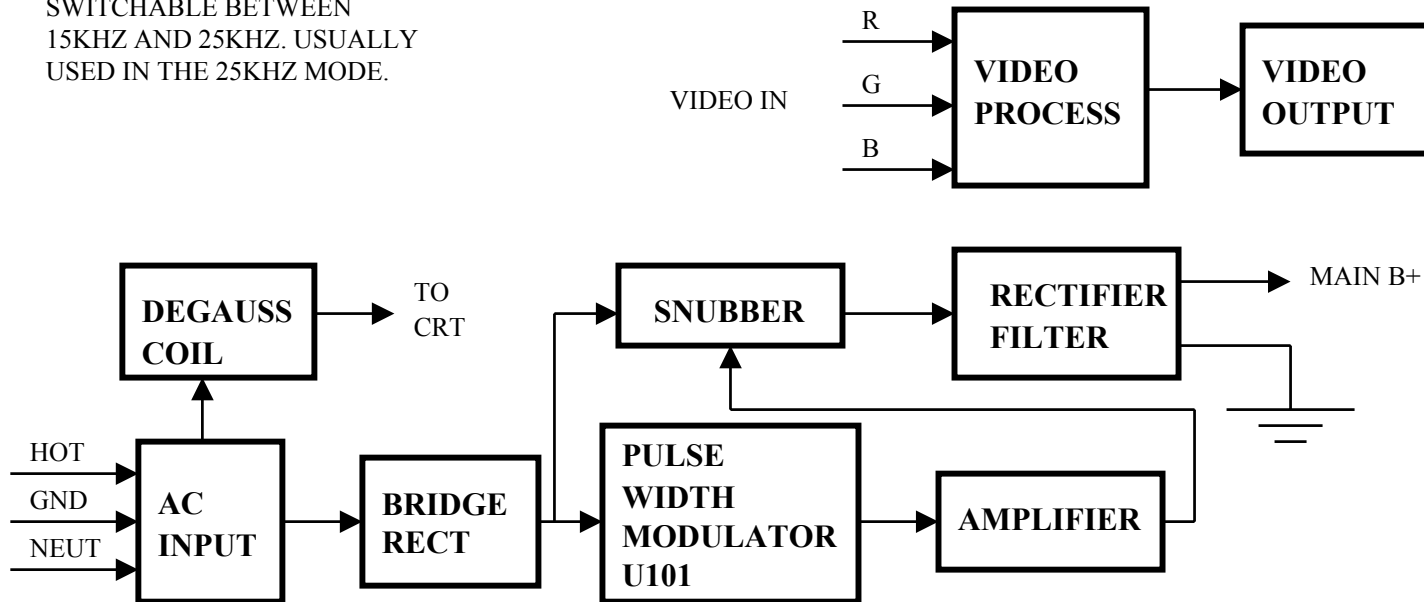 SWITCHABLE BETWEEN
15KHZ AND 25KHZ. USUALLY
USED IN THE 25KHZ MODE.
VIDEO IN
R
G
B
VIDEO
PROCESS
VIDEO
OUTPUT
DEGAUSS
COIL
TO
CRT
SNUBBER
RECTIFIER
FILTER
MAIN B+
HOT
GND
NEUT
AC
INPUT
BRIDGE
RECT
PULSE
WIDTH
MODULATOR
U101
AMPLIFIER